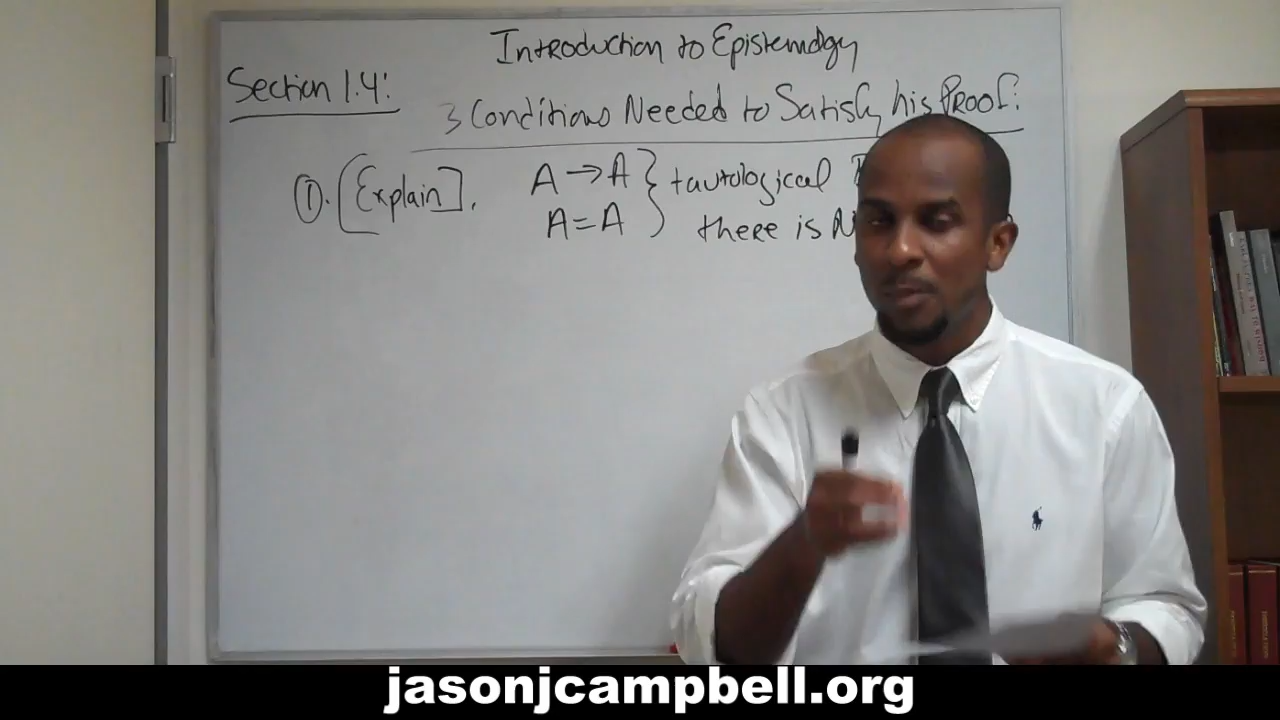 Introduction to Epistemology
Section 1.4:
3 Conditions Needed to Satisfy his Proof:
①. [Explain]. A → A } tautological
A = A } there is
jasonjcampbell.org